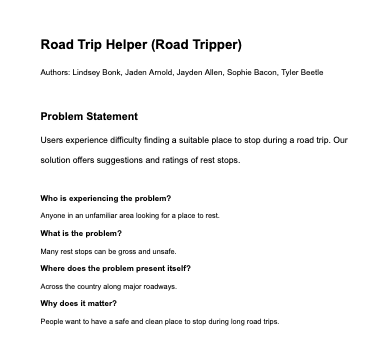 Road Trip Helper (Road Tripper)
Authors: Lindsey Bonk, Jaden Arnold, Jayden Allen, Sophie Bacon, Tyler Beetle
Problem Statement
Users experience difficulty finding a suitable place to stop during a road trip. Our
solution offers suggestions and ratings of rest stops.
Who is experiencing the problem?
Anyone in an unfamiliar area looking for a place to rest.
What is the problem?
Many rest stops can be gross and unsafe.
Where does the problem present itself?
Across the country along major roadways.
Why does it matter?
People want to have a safe and clean place to stop during long road trips.